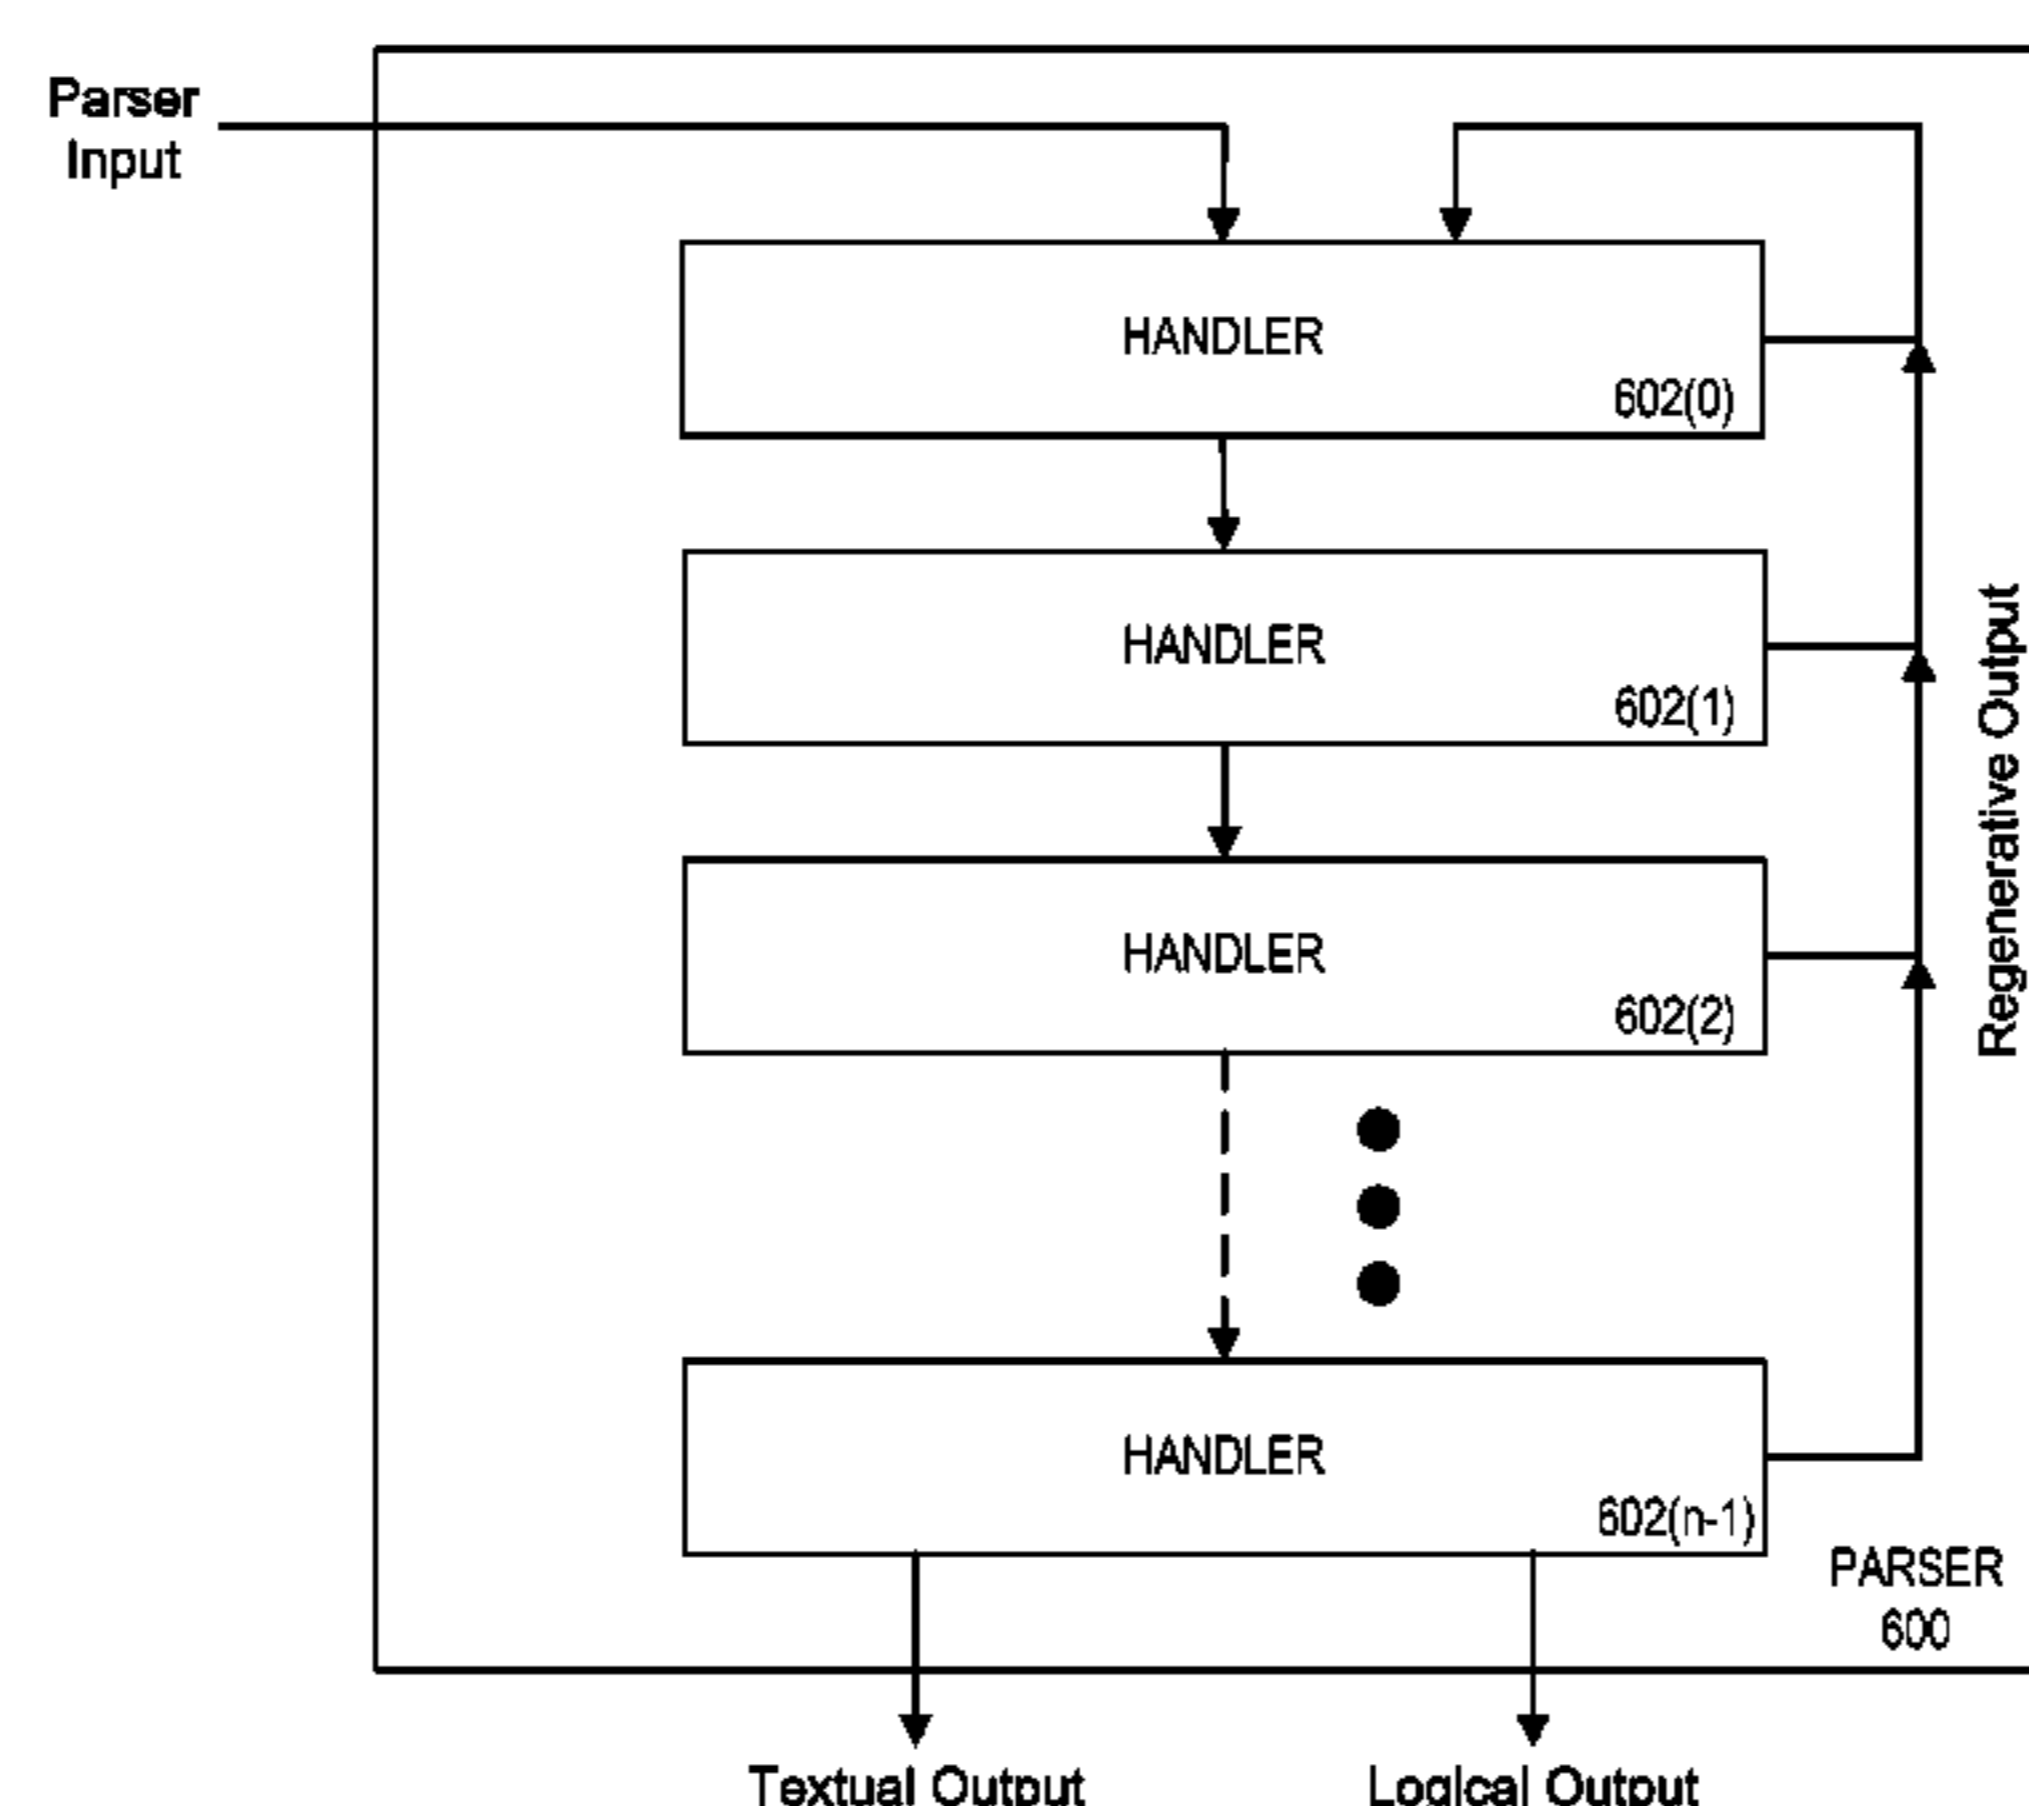 Parser
Input
HANDLER
602(0)
HANDLER
602(1)
HANDLER
602(2)
Regenerative Output
HANDLER
602(n-1)
PARSER
600
Textual Output
Logical Output